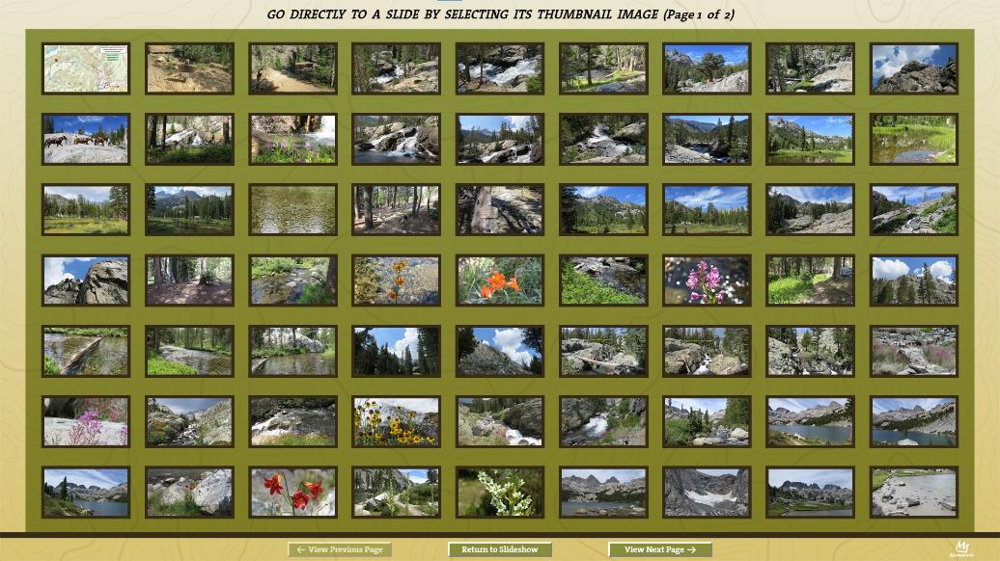 GO DIRECTLY TO A SLIDE BY SELECTING ITS THUMBNAIL IMAGE (Page 1 of 2)
← View Previous Page
Return to Slideshow
View Next Page →
Mammoth